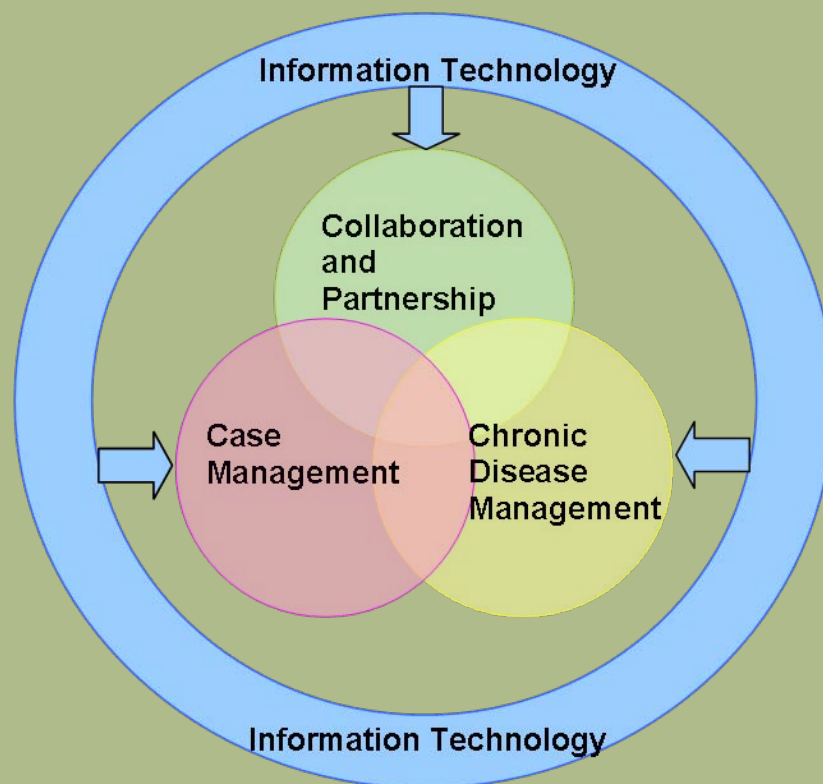 Information Technology
Collaboration
and
Partnership
Case
Management
Chronic
Disease
Management
Information Technology